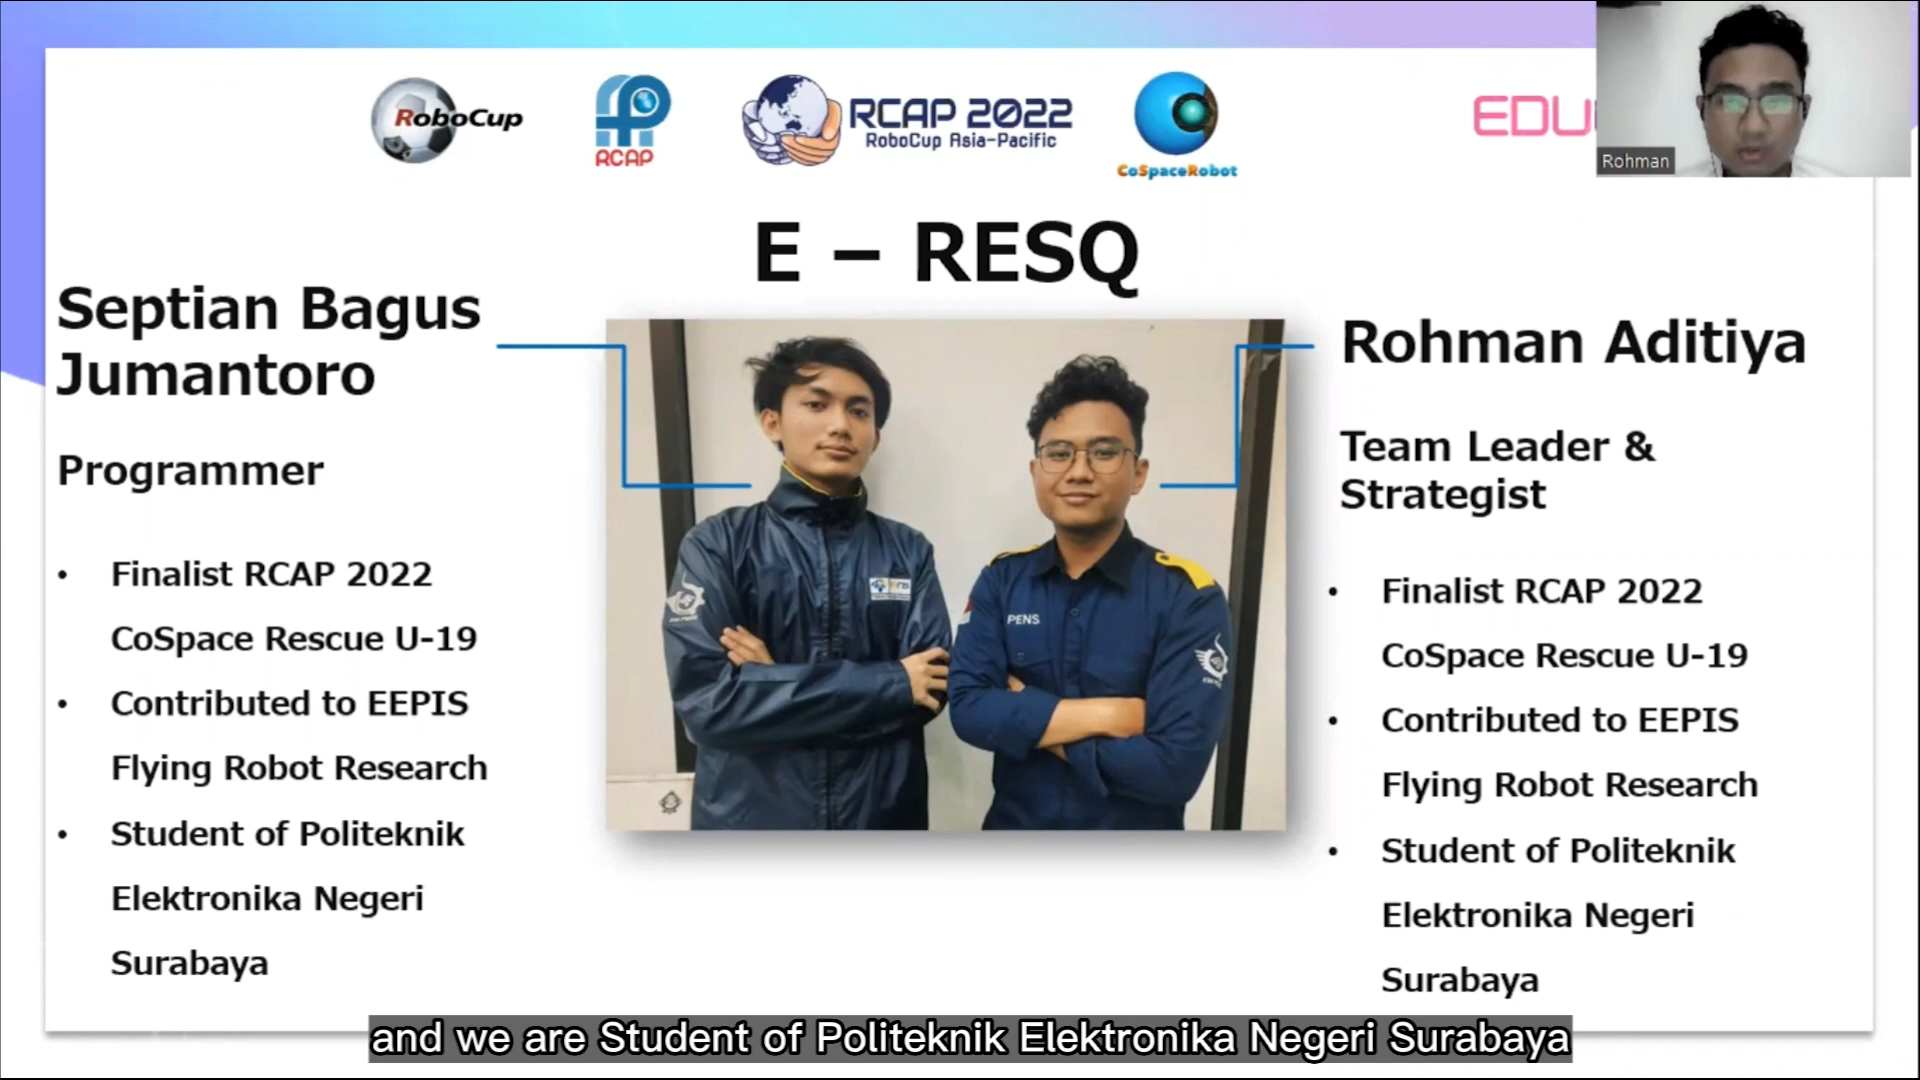 RoboCup
RCAP
RCAP 2022
RoboCup Asia-Pacific
CoSpaceRobot
EDU
Rohman
E – RESQ
Septian Bagus
Jumantoro
Programmer
• Finalist RCAP 2022
CoSpace Rescue U-19
• Contributed to EEPIS
Flying Robot Research
• Student of Politeknik
Elektronika Negeri
Surabaya
PENS
Rohman Aditiya
Team Leader &
Strategist
• Finalist RCAP 2022
CoSpace Rescue U-19
• Contributed to EEPIS
Flying Robot Research
• Student of Politeknik
Elektronika Negeri
Surabaya
and we are Student of Politeknik Elektronika Negeri Surabaya